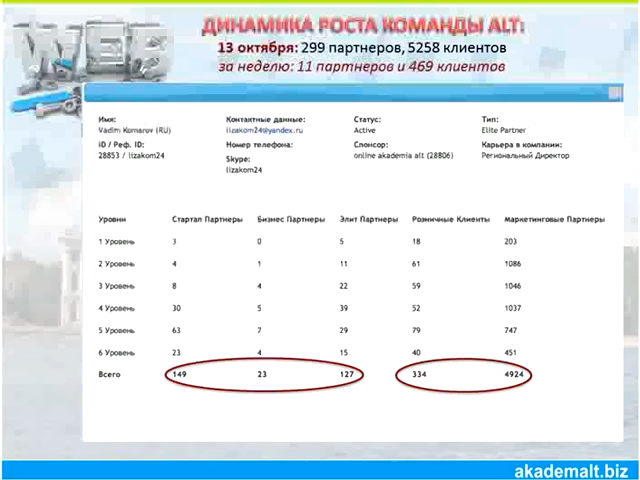 WEB
ДИНАМИКА РОСТА КОМАНДЫ ALT:
13 октября: 299 партнеров, 5258 клиентов
за неделю: 11 партнеров и 469 клиентов
Имя: Контактные данные: Статус: Тип:
Vadim Komarov (RU) lizakom24@yandex.ru Active Elite Partner
ID / Реф. ID: Номер телефона: Спонсор: Карьера в компании:
28853 / lizakom24 online akademia alt (28806) Региональный Директор
Skype:
lizakom24
Уровни Стартап Партнеры Бизнес Партнеры Элит Партнеры Розничные Клиенты Маркетинговые Партнеры
1 Уровень 3 0 5 18 203
2 Уровень 4 1 11 61 1086
3 Уровень 8 4 22 59 1046
4 Уровень 30 5 39 52 1037
5 Уровень 63 7 29 79 747
6 Уровень 23 4 15 40 451
Всего 149 23 127 334 4924
akademalt.biz